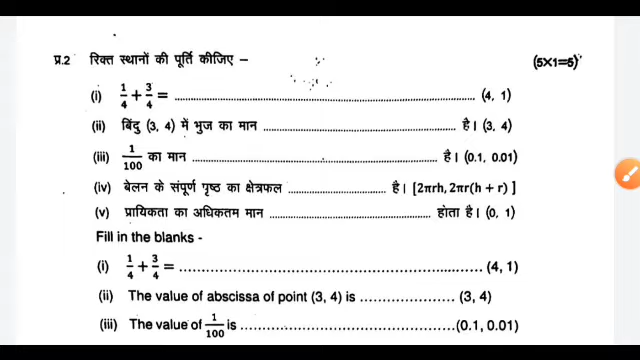 प्र.2 रिक्त स्थानों की पूर्ति कीजिए – (5×1=5)
(i) 1/4 + 3/4 = ........................................ (4, 1)
(ii) बिंदु (3, 4) में भुज का मान ........................................ है। (3, 4)
(iii) 1/100 का मान ........................................ है। (0.1, 0.01)
(iv) बेलन के संपूर्ण पृष्ठ का क्षेत्रफल .............................. है। [2πrh, 2πr(h + r)]
(v) प्रायिकता का अधिकतम मान ........................................ होता है। (0, 1)
Fill in the blanks -
(i) 1/4 + 3/4 = ........................................ (4, 1)
(ii) The value of abscissa of point (3, 4) is .................... (3, 4)
(iii) The value of 1/100 is ........................................ (0.1, 0.01)